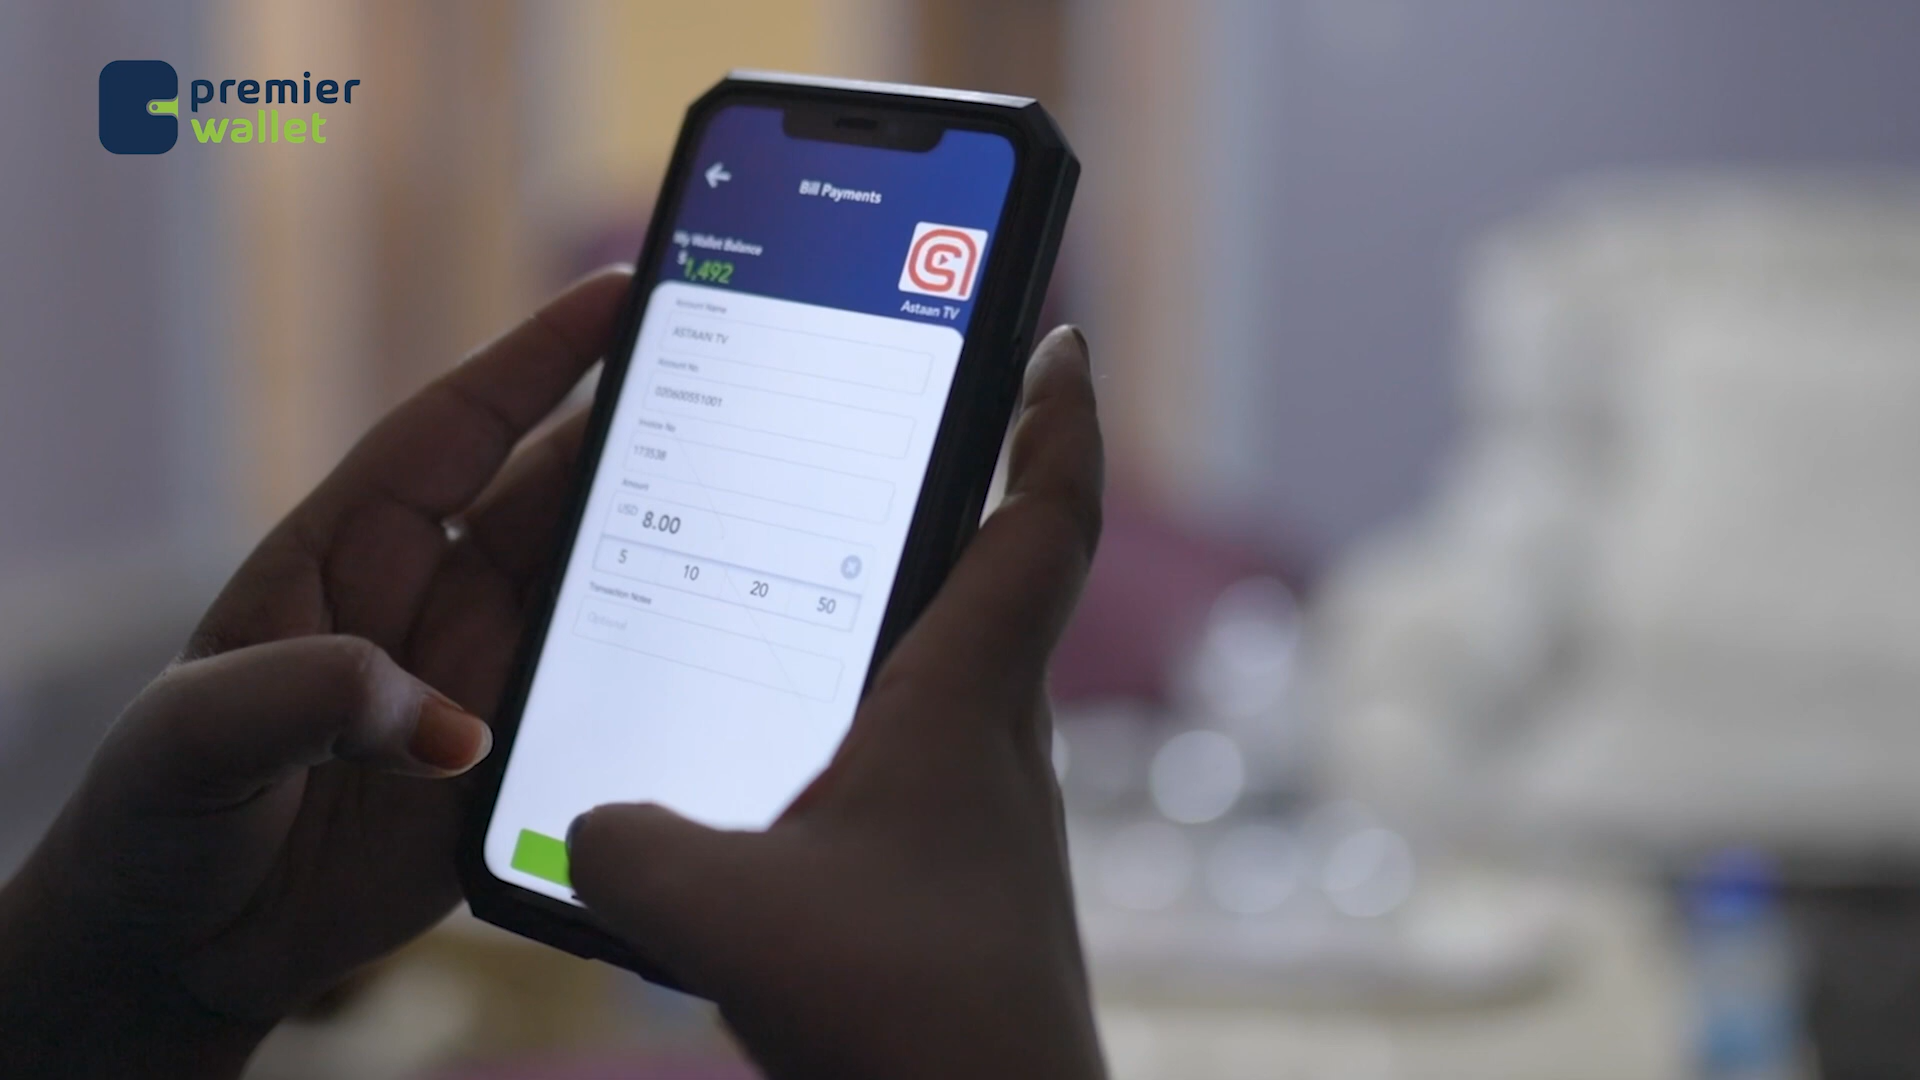 premier
wallet
Bill Payments
My Wallet Balance
$1,492
Astaan TV
Account Name
ASTAAN TV
Account No
020600551001
Invoice No
173538
Amount
USD 8.00
5 10 20 50
Transaction Notes
Optional